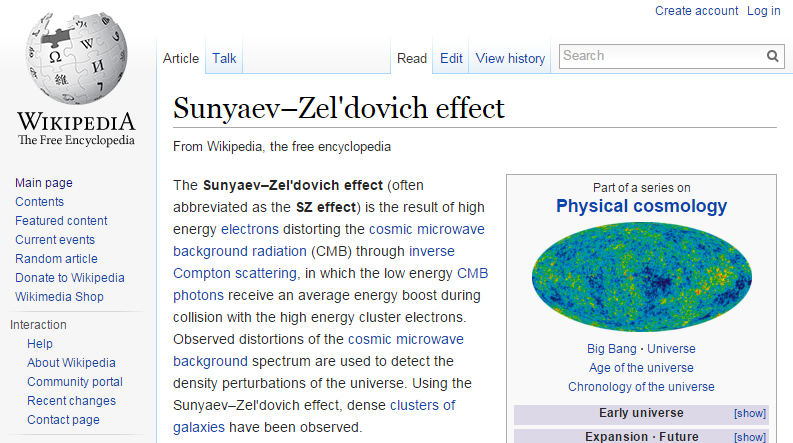 Create account Log in
Article Talk Read Edit View history Search
WIKIPEDIA
The Free Encyclopedia
Main page
Contents
Featured content
Current events
Random article
Donate to Wikipedia
Wikimedia Shop
Interaction
Help
About Wikipedia
Community portal
Recent changes
Contact page
Sunyaev–Zel'dovich effect
From Wikipedia, the free encyclopedia
The Sunyaev–Zel'dovich effect (often
abbreviated as the SZ effect) is the result of high
energy electrons distorting the cosmic microwave
background radiation (CMB) through inverse
Compton scattering, in which the low energy CMB
photons receive an average energy boost during
collision with the high energy cluster electrons.
Observed distortions of the cosmic microwave
background spectrum are used to detect the
density perturbations of the universe. Using the
Sunyaev–Zel'dovich effect, dense clusters of
galaxies have been observed.
Part of a series on
Physical cosmology
Big Bang · Universe
Age of the universe
Chronology of the universe
Early universe [show]
Expansion · Future [show]